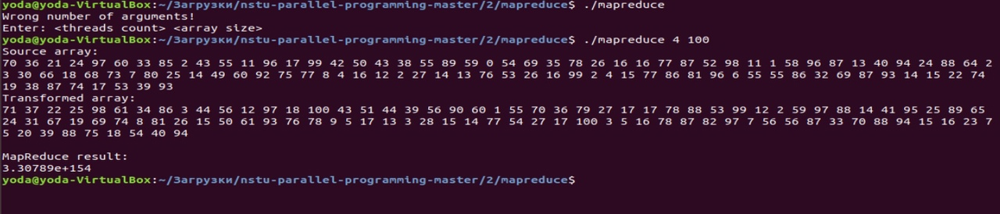 yoda@yoda-VirtualBox:~/Загрузки/nstu-parallel-programming-master/2/mapreduce$ ./mapreduce
Wrong number of arguments!
Enter: <threads count> <array size>
yoda@yoda-VirtualBox:~/Загрузки/nstu-parallel-programming-master/2/mapreduce$ ./mapreduce 4 100
Source array:
70 36 21 24 97 60 33 85 2 43 55 11 96 17 99 42 50 43 38 55 89 59 0 54 69 35 78 26 16 16 77 87 52 98 11 1 58 96 87 13 40 94 24 88 64 2
3 30 66 18 68 73 7 80 25 14 49 60 92 75 77 8 4 16 12 2 27 14 13 76 53 26 16 99 2 4 15 77 86 81 96 6 55 55 86 32 69 87 93 14 15 22 74
19 38 87 74 17 53 39 93
Transformed array:
71 37 22 25 98 61 34 86 3 44 56 12 97 18 100 43 51 44 39 56 90 60 1 55 70 36 79 27 17 17 78 88 53 99 12 2 59 97 88 14 41 95 25 89 65
24 31 67 19 69 74 8 81 26 15 50 61 93 76 78 9 5 17 13 3 28 15 14 77 54 27 17 100 3 5 16 78 87 82 97 7 56 56 87 33 70 88 94 15 16 23 7
5 20 39 88 75 18 54 40 94
MapReduce result:
3.30789e+154
yoda@yoda-VirtualBox:~/Загрузки/nstu-parallel-programming-master/2/mapreduce$